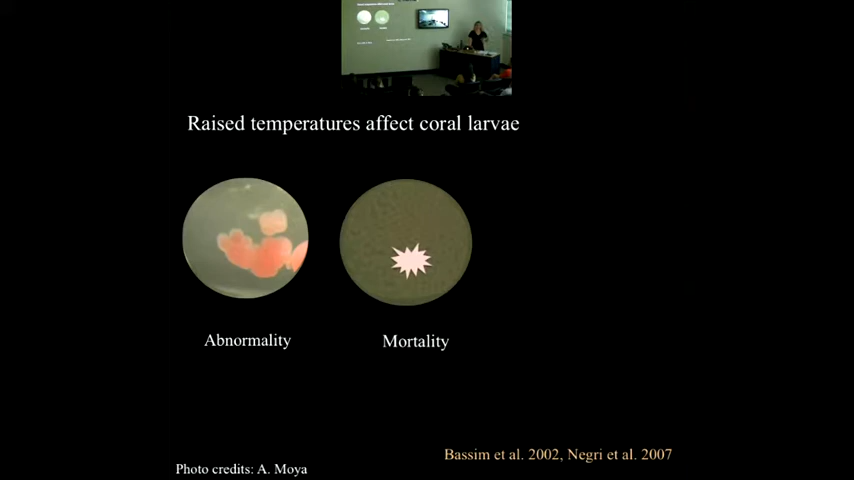 Raised temperatures affect coral larvae
Abnormality
Mortality
Bassim et al. 2002, Negri et al. 2007
Photo credits: A. Moya